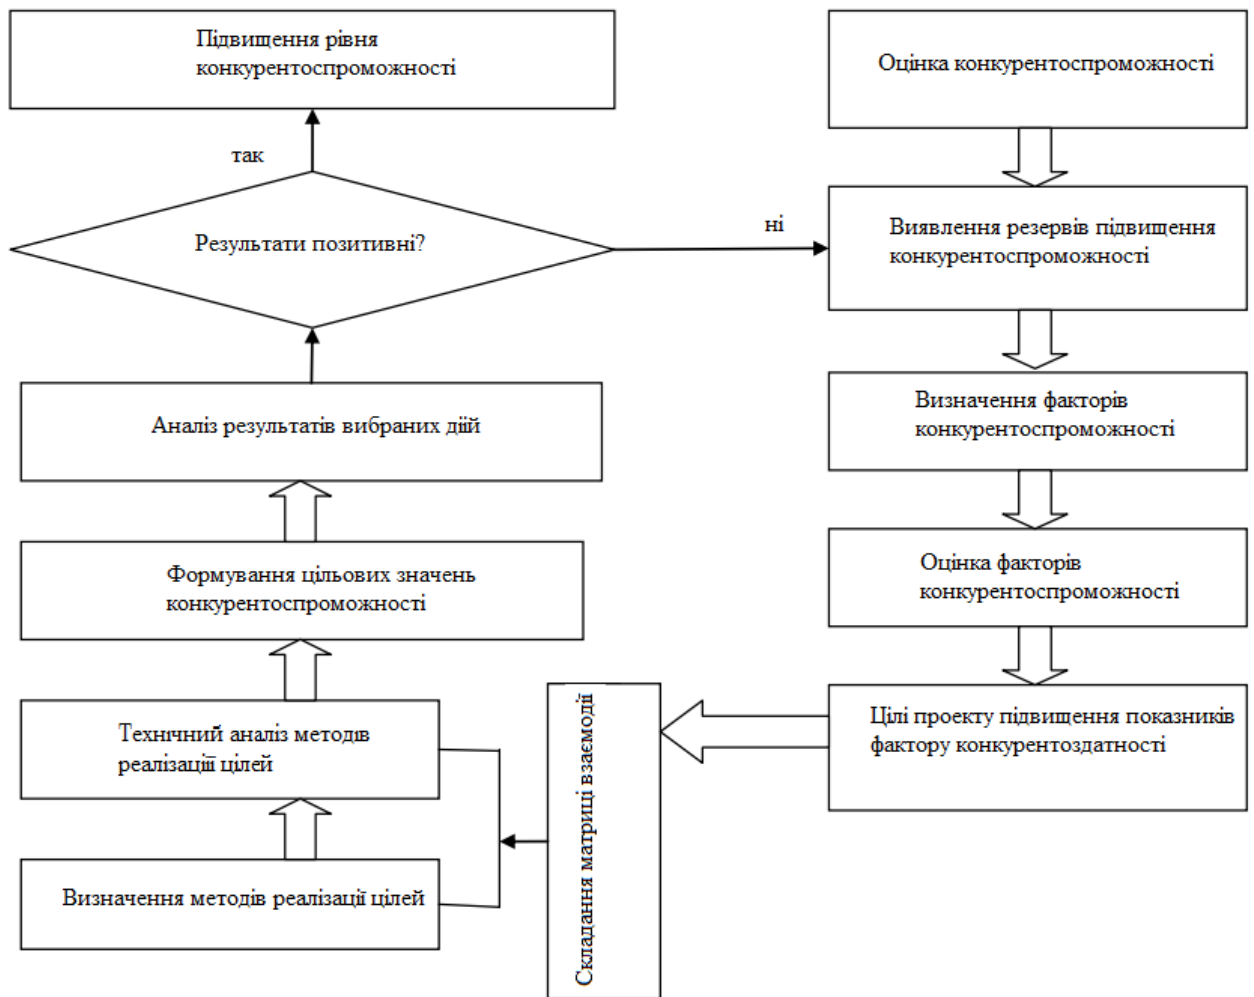 Підвищення рівня
конкурентоспроможності
Оцінка конкурентоспроможності
так
Результати позитивні?
ні
Виявлення резервів підвищення
конкурентоспроможності
Аналіз результатів вибраних діій
Визначення факторів
конкурентоспроможності
Формування цільових значень
конкурентоспроможності
Оцінка факторів
конкурентоспроможності
Технічний аналіз методів
реалізації цілей
Складання матриці взаємодії
Цілі проекту підвищення показників
фактору конкурентоздатності
Визначення методів реалізації цілей